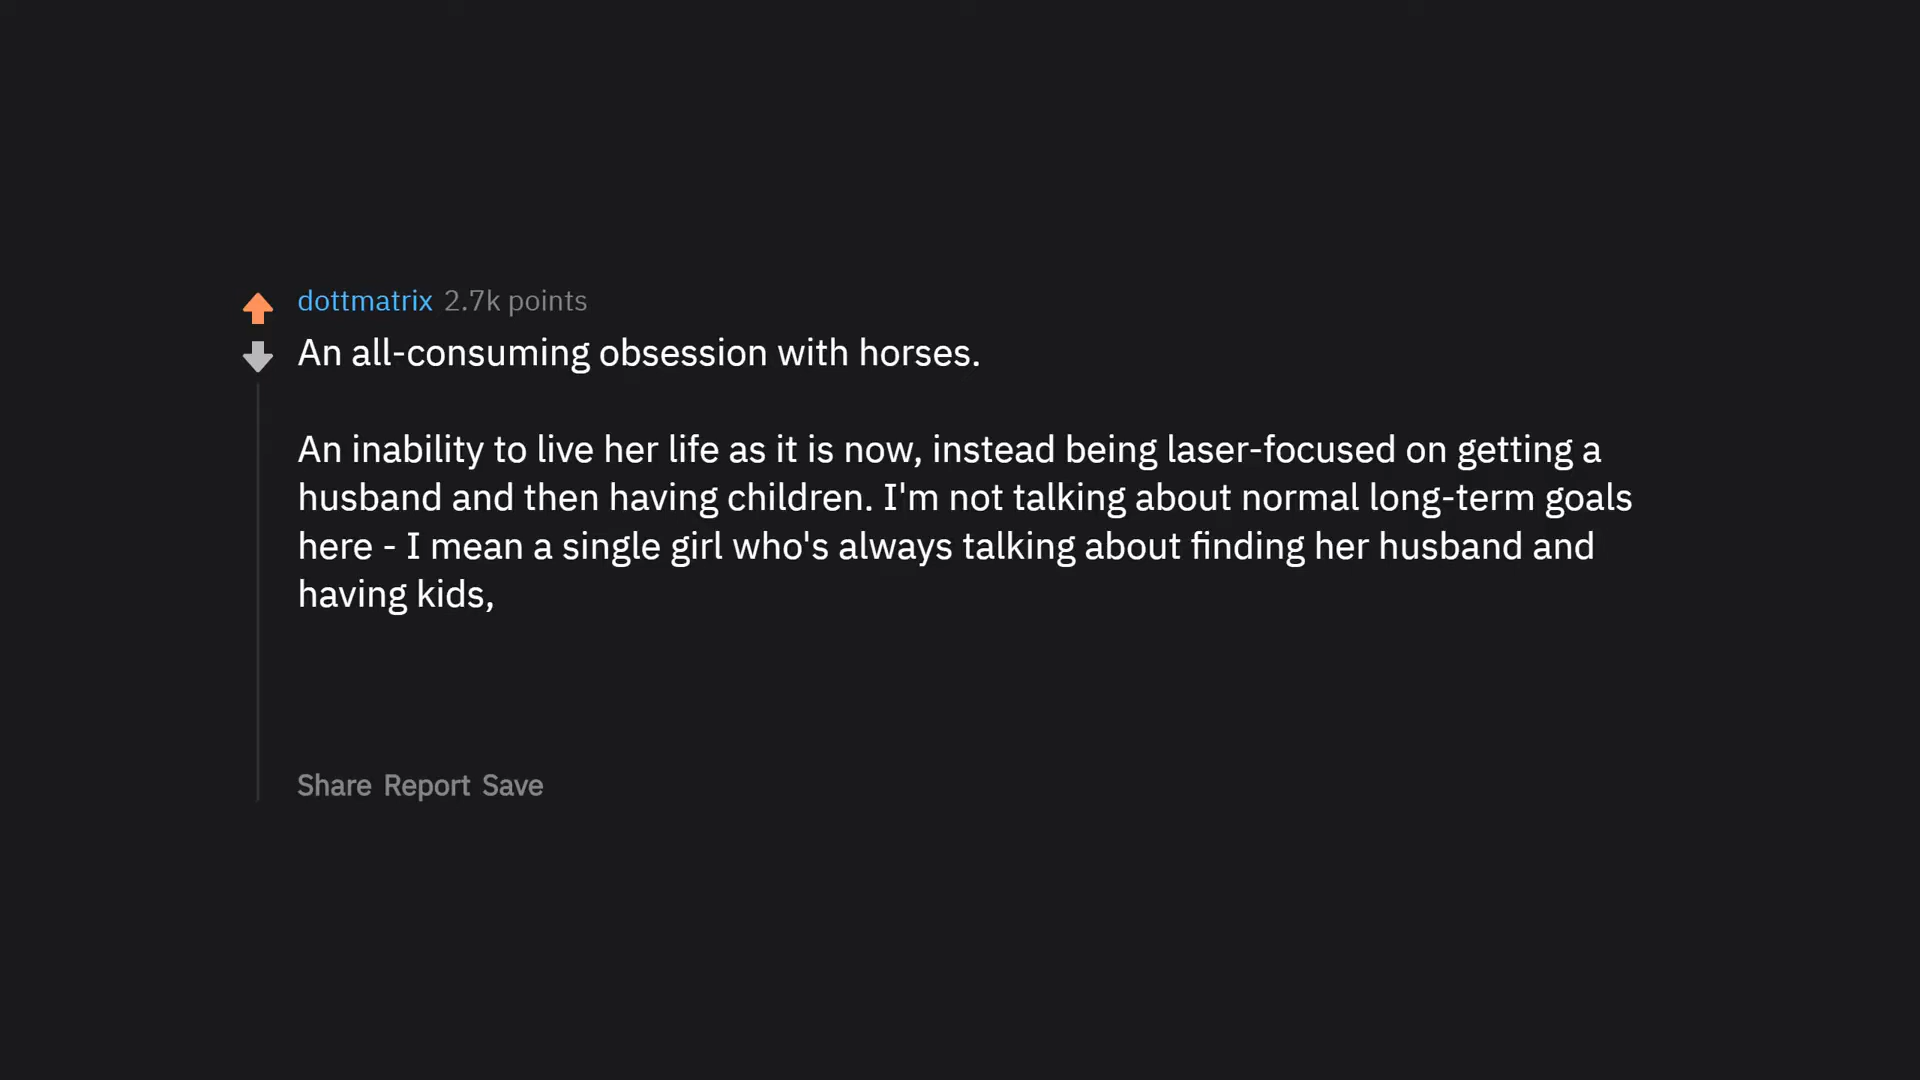 dottmatrix 2.7k points
An all-consuming obsession with horses.
An inability to live her life as it is now, instead being laser-focused on getting a
husband and then having children. I'm not talking about normal long-term goals
here - I mean a single girl who's always talking about finding her husband and
having kids,
Share Report Save